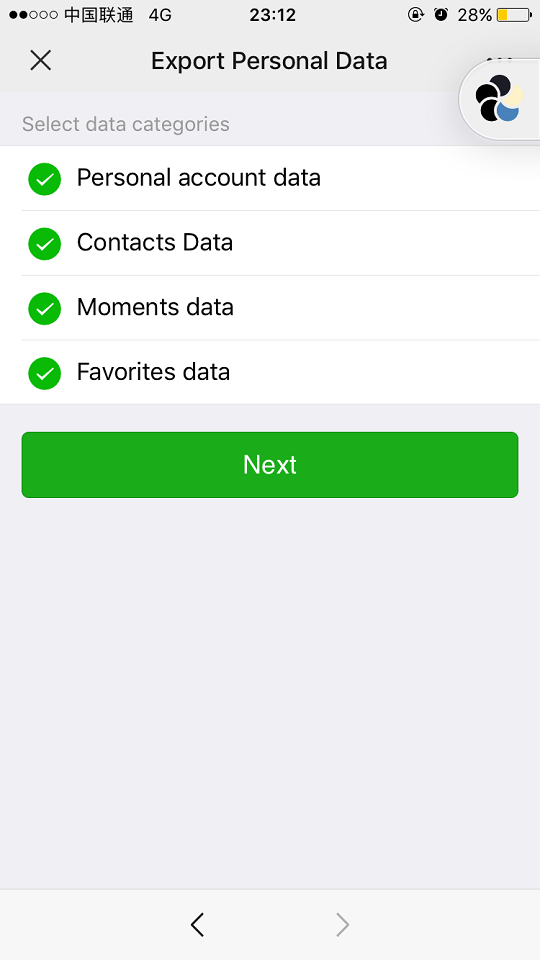 中国联通 4G 23:12 28%
Export Personal Data
Select data categories
Personal account data
Contacts Data
Moments data
Favorites data
Next